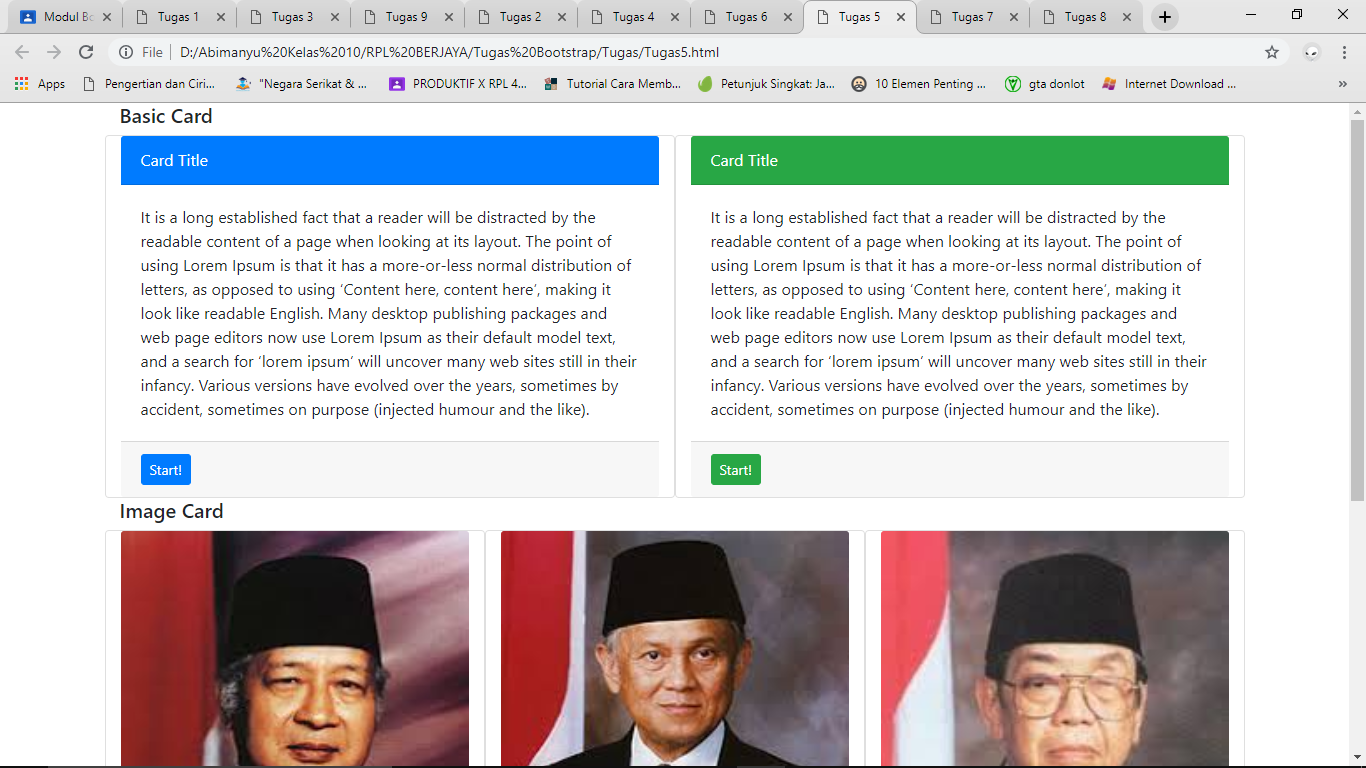 Modul Bo
Tugas 1
Tugas 3
Tugas 9
Tugas 2
Tugas 4
Tugas 6
Tugas 5
Tugas 7
Tugas 8
File
D:/Abimanyu%20Kelas%2010/RPL%20BERJAYA/Tugas%20Bootstrap/Tugas/Tugas5.html
Apps
Pengertian dan Ciri...
"Negara Serikat & ...
PRODUKTIF X RPL 4...
Tutorial Cara Memb...
Petunjuk Singkat: Ja...
10 Elemen Penting ...
gta donlot
Internet Download ...
»
Basic Card
Card Title
It is a long established fact that a reader will be distracted by the
readable content of a page when looking at its layout. The point of
using Lorem Ipsum is that it has a more-or-less normal distribution of
letters, as opposed to using ‘Content here, content here’, making it
look like readable English. Many desktop publishing packages and
web page editors now use Lorem Ipsum as their default model text,
and a search for ‘lorem ipsum’ will uncover many web sites still in their
infancy. Various versions have evolved over the years, sometimes by
accident, sometimes on purpose (injected humour and the like).
Start!
Card Title
It is a long established fact that a reader will be distracted by the
readable content of a page when looking at its layout. The point of
using Lorem Ipsum is that it has a more-or-less normal distribution of
letters, as opposed to using ‘Content here, content here’, making it
look like readable English. Many desktop publishing packages and
web page editors now use Lorem Ipsum as their default model text,
and a search for ‘lorem ipsum’ will uncover many web sites still in their
infancy. Various versions have evolved over the years, sometimes by
accident, sometimes on purpose (injected humour and the like).
Start!
Image Card